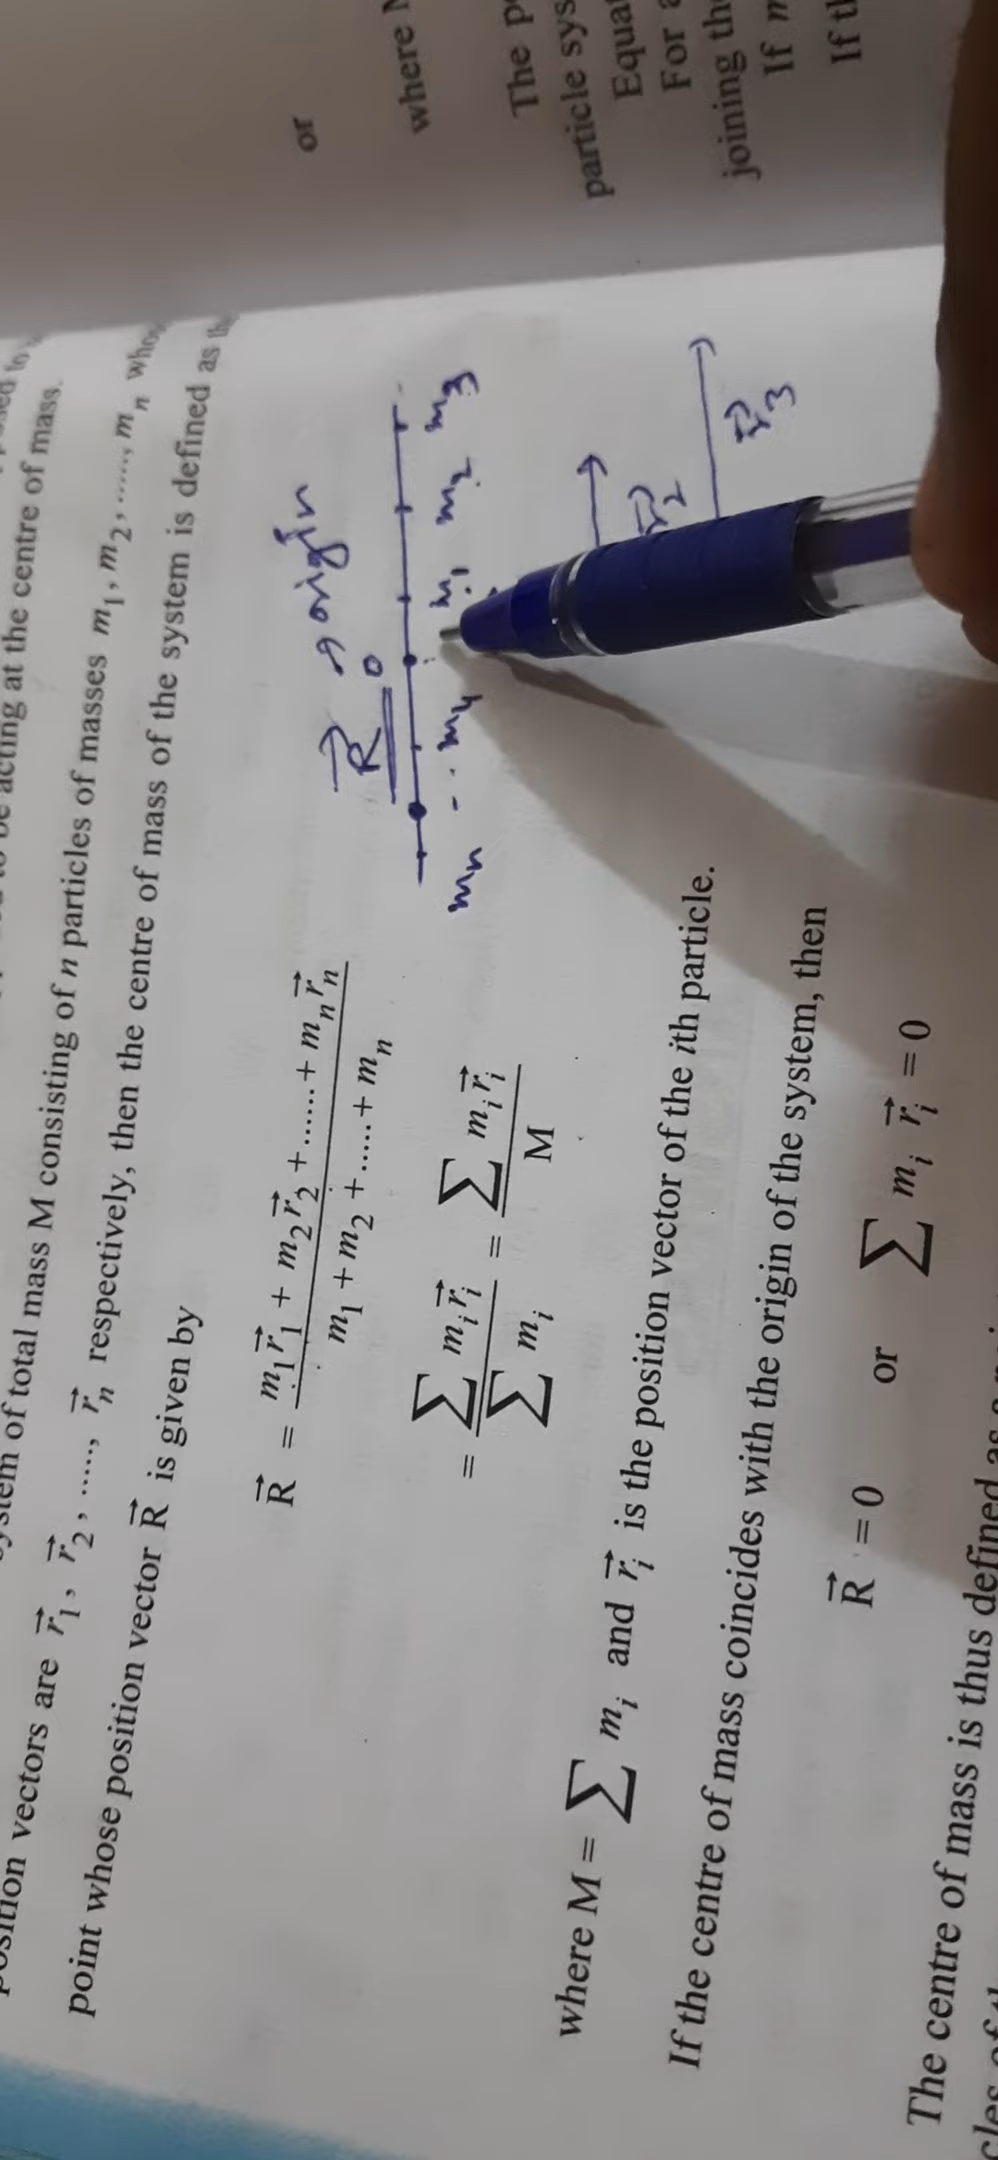 acting at the centre of mass.
of total mass M consisting of n particles of masses m₁, m₂, ......, mₙ
vectors are r⃗₁, r⃗₂, ......, r⃗ₙ respectively, then the centre of mass of the system is defined as
point whose position vector R⃗ is given by
R⃗ = (m₁r⃗₁ + m₂r⃗₂ + ...... + mₙr⃗ₙ) / (m₁ + m₂ + ...... + mₙ)
= ∑ mᵢr⃗ᵢ / ∑ mᵢ = ∑ mᵢr⃗ᵢ / M
where M = ∑ mᵢ and r⃗ᵢ is the position vector of the ith particle.
If the centre of mass coincides with the origin of the system, then
R⃗ = 0 or ∑ mᵢ r⃗ᵢ = 0
The centre of mass is thus defined as a
R⃗ → origin
0
mₙ - .. m₄ m₁ m₂ m₃
r⃗₂
r⃗₃
or
where
The
particle
For
joining
If m
If